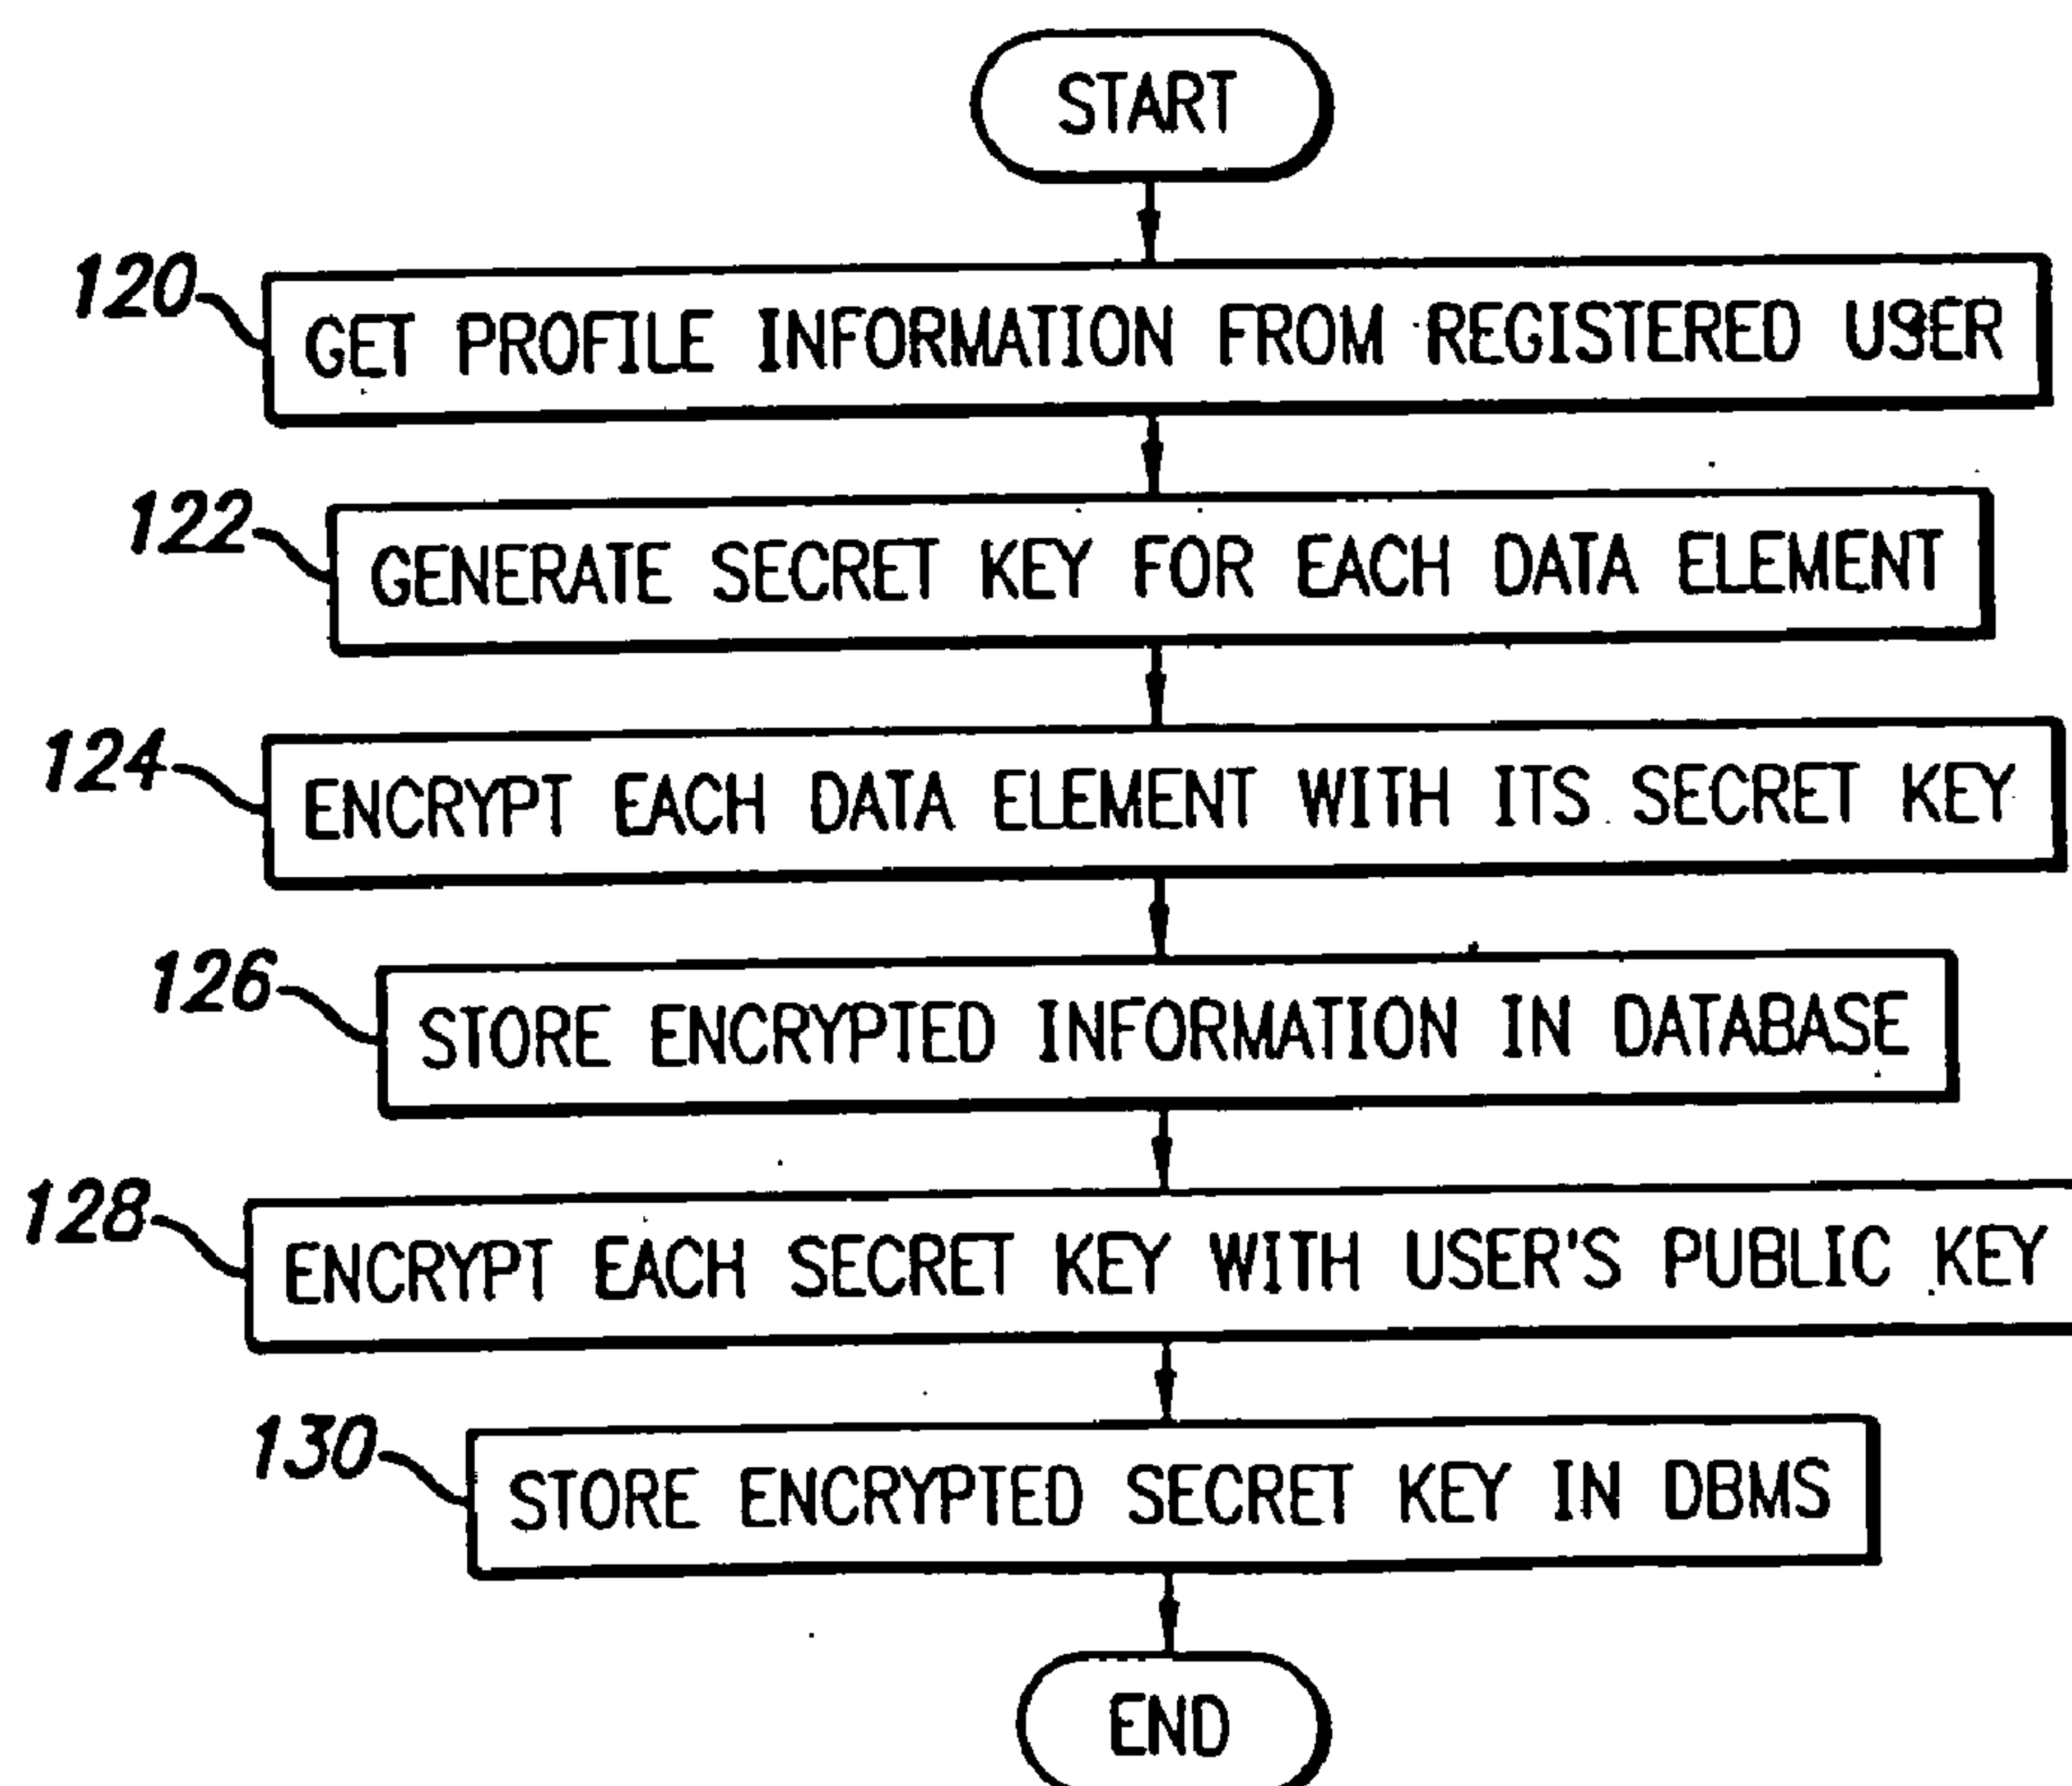 START
120
GET PROFILE INFORMATION FROM REGISTERED USER
122
GENERATE SECRET KEY FOR EACH DATA ELEMENT
124
ENCRYPT EACH DATA ELEMENT WITH ITS SECRET KEY
126
STORE ENCRYPTED INFORMATION IN DATABASE
128
ENCRYPT EACH SECRET KEY WITH USER'S PUBLIC KEY
130
STORE ENCRYPTED SECRET KEY IN DBMS
END